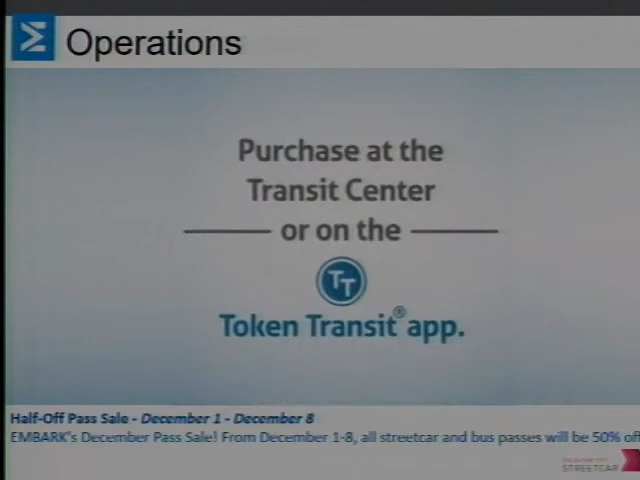 Operations
Purchase at the
Transit Center
or on the
TT
Token Transit® app.
Half-Off Pass Sale - December 1 - December 8
EMBARK's December Pass Sale! From December 1-8, all streetcar and bus passes will be 50% off
STREETCAR